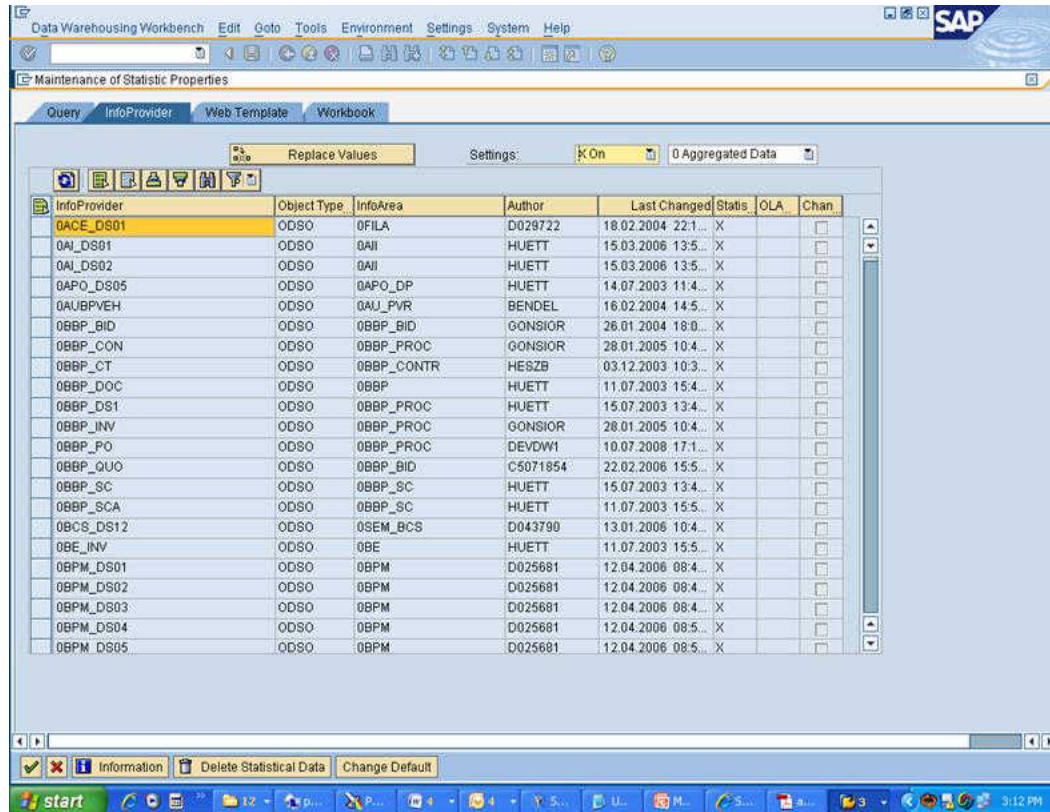 Data Warehousing Workbench Edit Goto Tools Environment Settings System Help
SAP
Maintenance of Statistic Properties
Query InfoProvider Web Template Workbook
Replace Values Settings: X On 0 Aggregated Data
InfoProvider Object Type InfoArea Author Last Changed Statis OLA Chan
0ACE_DS01 ODSO 0FILA D029722 18.02.2004 22:1... X
0AI_DS01 ODSO 0AII HUETT 15.03.2006 13:5... X
0AI_DS02 ODSO 0AII HUETT 15.03.2006 13:5... X
0APO_DS05 ODSO 0APO_DP HUETT 14.07.2003 11:4... X
0AUBPVEH ODSO 0AU_PVR BENDEL 16.02.2004 14:5... X
0BBP_BID ODSO 0BBP_BID GONSIOR 26.01.2004 18:0... X
0BBP_CON ODSO 0BBP_PROC GONSIOR 28.01.2005 10:4... X
0BBP_CT ODSO 0BBP_CONTR HESZB 03.12.2003 10:3... X
0BBP_DOC ODSO 0BBP HUETT 11.07.2003 15:4... X
0BBP_DS1 ODSO 0BBP_PROC HUETT 15.07.2003 13:4... X
0BBP_INV ODSO 0BBP_PROC GONSIOR 28.01.2005 10:4... X
0BBP_PO ODSO 0BBP_PROC DEVDW1 10.07.2008 17:1... X
0BBP_QUO ODSO 0BBP_BID C5071854 22.02.2006 15:5... X
0BBP_SC ODSO 0BBP_SC HUETT 15.07.2003 13:4... X
0BBP_SCA ODSO 0BBP_SC HUETT 11.07.2003 15:5... X
0BCS_DS12 ODSO 0SEM_BCS D043790 13.01.2006 10:4... X
0BE_INV ODSO 0BE HUETT 11.07.2003 15:5... X
0BPM_DS01 ODSO 0BPM D025681 12.04.2006 08:4... X
0BPM_DS02 ODSO 0BPM D025681 12.04.2006 08:4... X
0BPM_DS03 ODSO 0BPM D025681 12.04.2006 08:4... X
0BPM_DS04 ODSO 0BPM D025681 12.04.2006 08:5... X
0BPM_DS05 ODSO 0BPM D025681 12.04.2006 08:5... X
Information Delete Statistical Data Change Default
start 12 p... P... 4 4 S... U... M... S... a... 3 3:12 PM